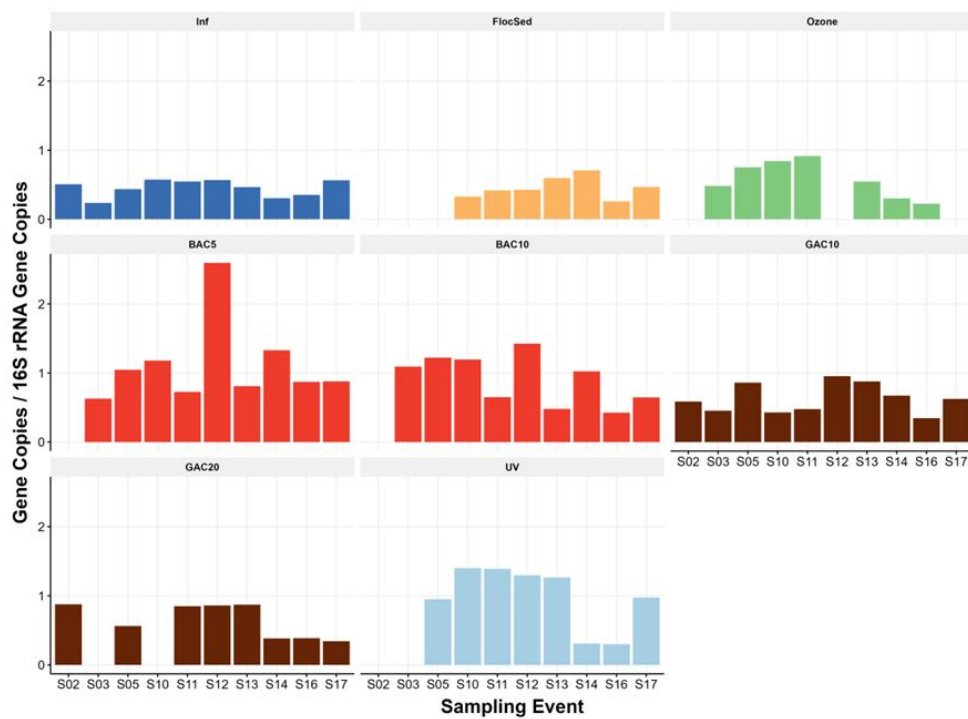 Inf FlocSed Ozone
2
1
0
BAC5 BAC10 GAC10
2
1
0
S02 S03 S05 S10 S11 S12 S13 S14 S16 S17
GAC20 UV
2
1
0
S02 S03 S05 S10 S11 S12 S13 S14 S16 S17 S02 S03 S05 S10 S11 S12 S13 S14 S16 S17
Sampling Event
Gene Copies / 16S rRNA Gene Copies